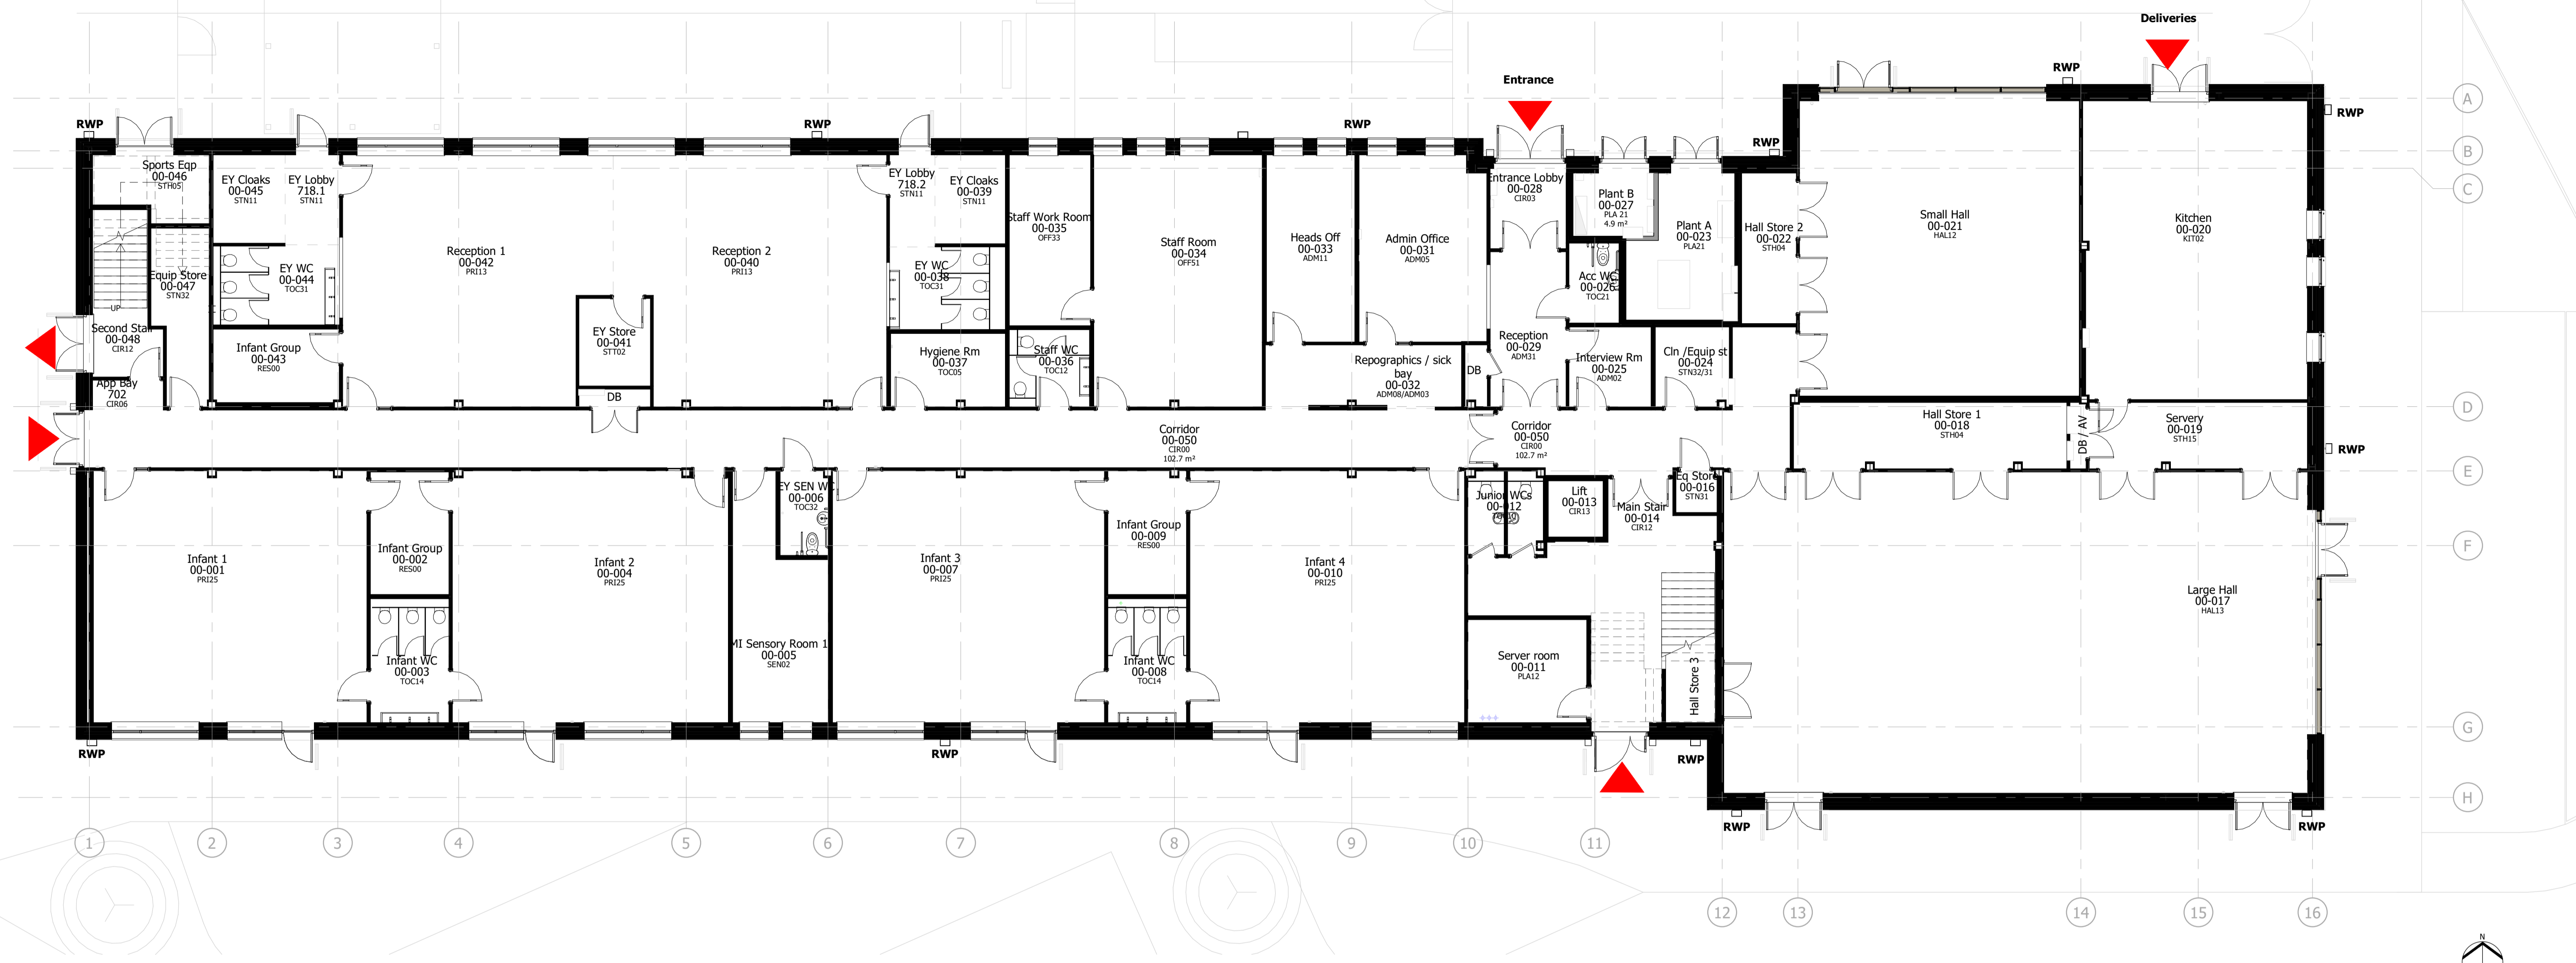 Deliveries
Entrance
RWP
RWP
RWP
RWP
RWP
RWP
A
B
C
D
E
F
G
H
Sports Eqp
00-046
STH05
EY Cloaks
00-045
STN11
EY Lobby
718.1
STN11
EY Lobby
718.2
STN11
EY Cloaks
00-039
STN11
Staff Work Room
00-035
OFF33
Staff Room
00-034
OFF51
Heads Off
00-033
ADM11
Admin Office
00-031
ADM05
Entrance Lobby
00-028
CIR03
Plant B
00-027
PLA 21
4.9 m²
Plant A
00-023
PLA21
Hall Store 2
00-022
STH04
Small Hall
00-021
HAL12
Kitchen
00-020
KIT02
Equip Store
00-047
STN32
EY WC
00-044
TOC31
Reception 1
00-042
PRI13
Reception 2
00-040
PRI13
EY WC
00-038
TOC31
Acc WC
00-026
TOC21
UP
Second Stair
00-048
CIR12
Infant Group
00-043
RES00
EY Store
00-041
STT02
DB
Hygiene Rm
00-037
TOC05
Staff WC
00-036
TOC12
Repographics / sick
bay
00-032
ADM08/ADM03
DB
Reception
00-029
ADM31
Interview Rm
00-025
ADM02
Cln /Equip st
00-024
STN32/31
App Bay
702
CIR06
Corridor
00-050
CIR00
102.7 m²
Corridor
00-050
CIR00
102.7 m²
Hall Store 1
00-018
STH04
DB / AV
Servery
00-019
STH15
RWP
EY SEN WC
00-006
TOC32
Junior WCs
00-012
Lift
00-013
CIR13
Main Stair
00-014
CIR12
Eq Store
00-016
STN31
Infant 1
00-001
PRI25
Infant Group
00-002
RES00
Infant 2
00-004
PRI25
Infant 3
00-007
PRI25
Infant Group
00-009
RES00
Infant 4
00-010
PRI25
Large Hall
00-017
HAL13
Infant WC
00-003
TOC14
MI Sensory Room 1
00-005
SEN02
Infant WC
00-008
TOC14
Server room
00-011
PLA12
Hall Store 3
RWP
RWP
RWP
RWP
RWP
1
2
3
4
5
6
7
8
9
10
11
12
13
14
15
16
N